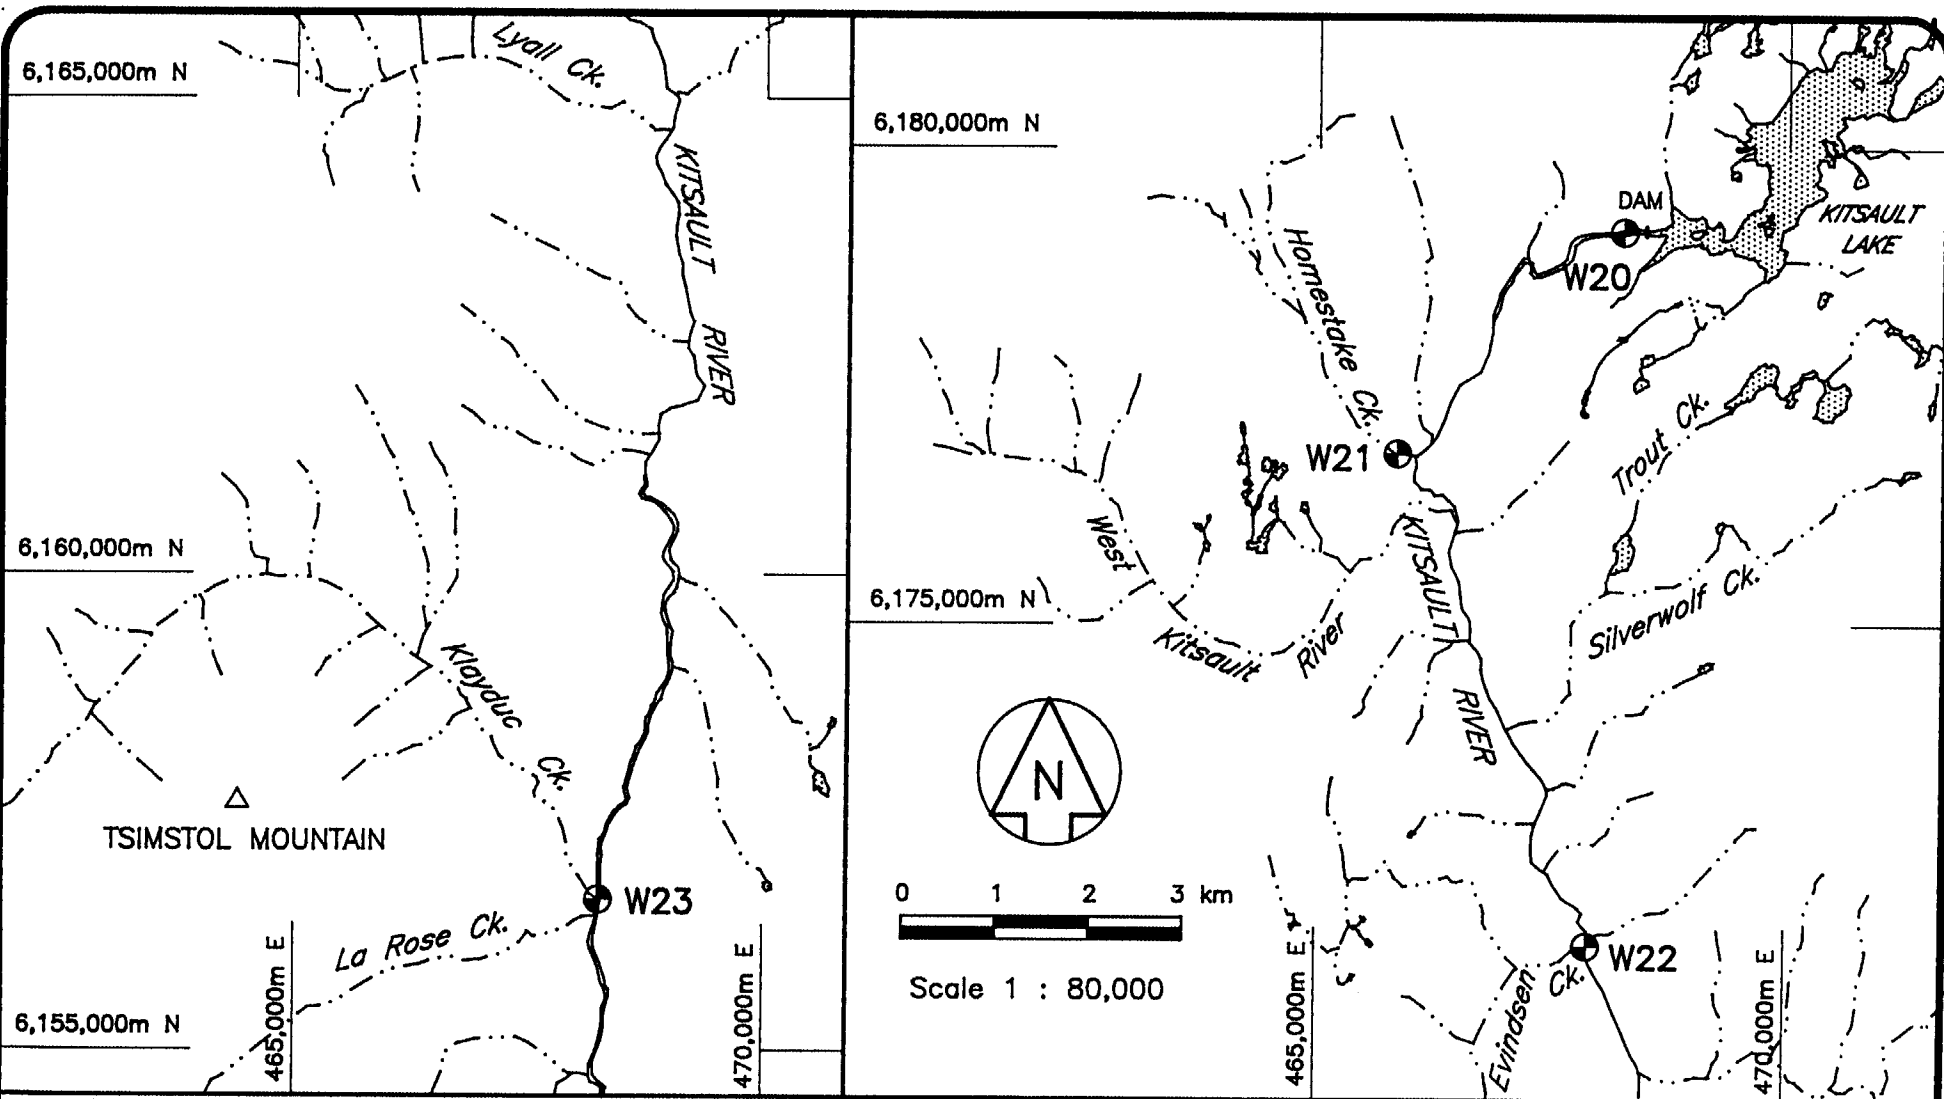 Lyall Ck.
6,165,000m N
KITSAULT RIVER
6,160,000m N
Klayduc Ck.
TSIMSTOL MOUNTAIN
W23
La Rose Ck.
465,000m E
470,000m E
6,155,000m N
6,180,000m N
DAM
KITSAULT
LAKE
W20
Homestake Ck.
W21
Trout Ck.
West Kitsault River
KITSAULT RIVER
6,175,000m N
Silverwolf Ck.
N
0 1 2 3 km
Scale 1 : 80,000
W22
Evindsen Ck.
465,000m E
470,000m E